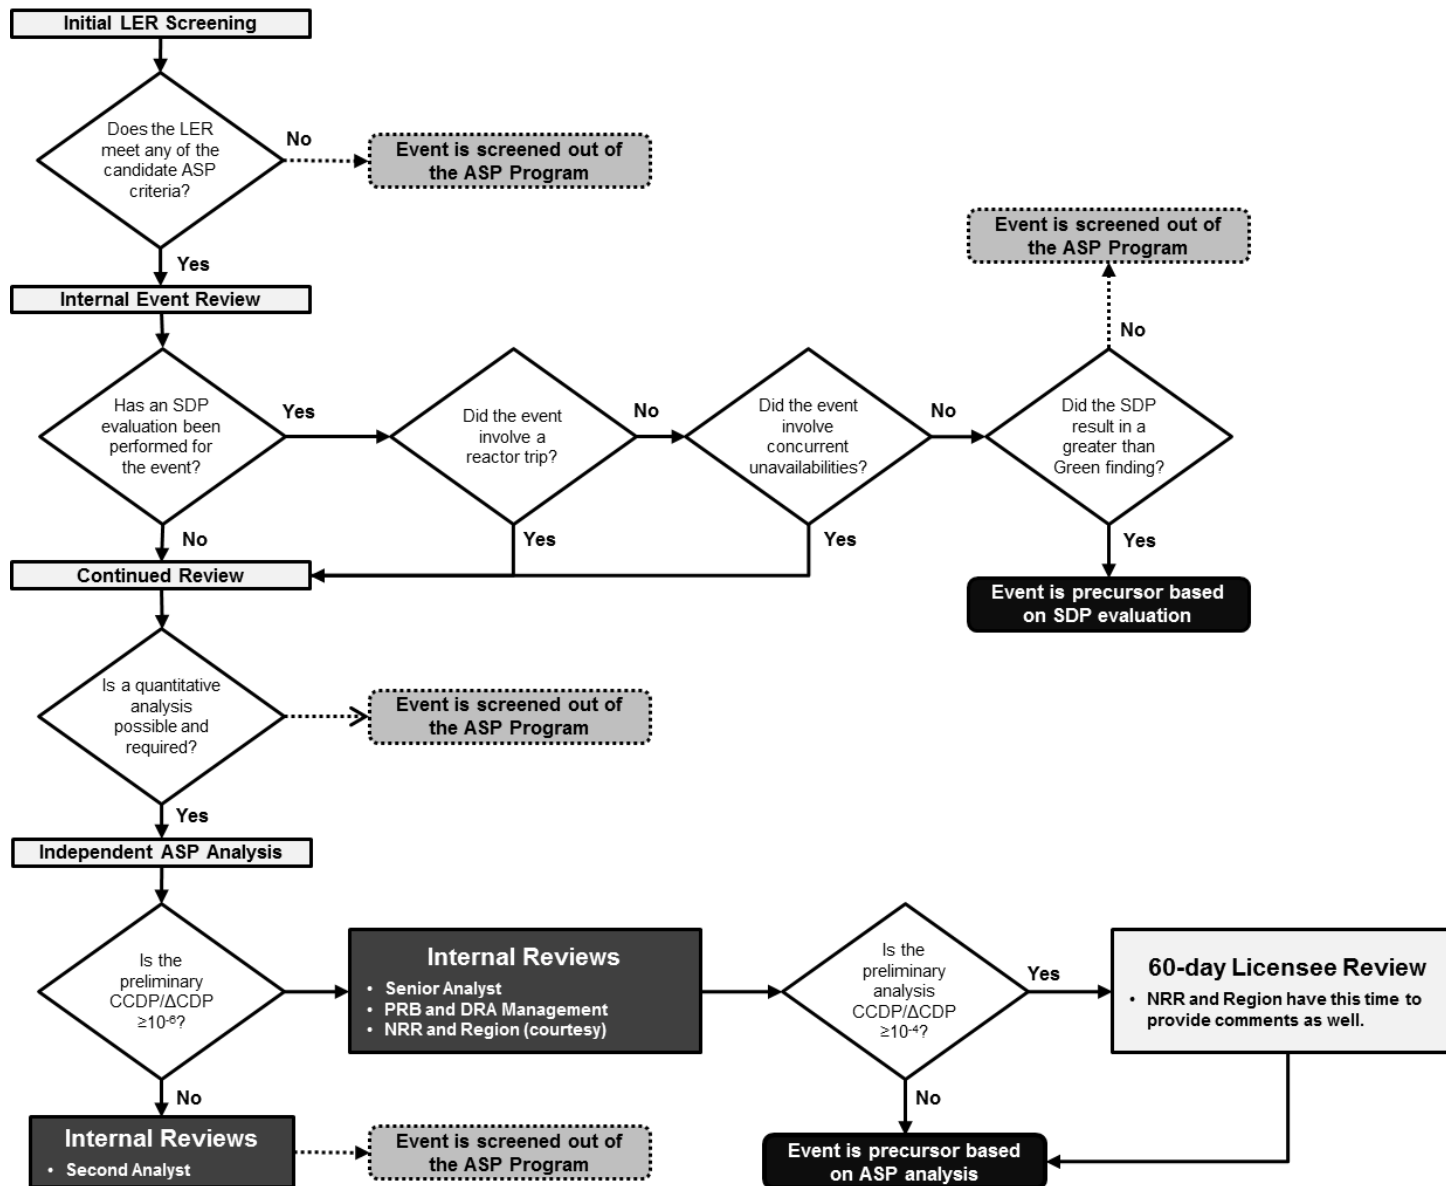 Initial LER Screening
Does the LER
meet any of the
candidate ASP
criteria?
No
Event is screened out of
the ASP Program
Yes
Internal Event Review
Has an SDP
evaluation been
performed for
the event?
Yes
Did the event
involve a
reactor trip?
No
Did the event
involve
concurrent
unavailabilities?
No
Did the SDP
result in a
greater than
Green finding?
No
Event is screened out of
the ASP Program
Yes
Event is precursor based
on SDP evaluation
Yes
Yes
No
Continued Review
Is a quantitative
analysis
possible and
required?
Event is screened out of
the ASP Program
Yes
Independent ASP Analysis
Is the
preliminary
CCDP/ΔCDP
≥10⁻⁶?
Internal Reviews
• Senior Analyst
• PRB and DRA Management
• NRR and Region (courtesy)
Is the
preliminary
analysis
CCDP/ΔCDP
≥10⁻⁴?
Yes
60-day Licensee Review
• NRR and Region have this time to
provide comments as well.
No
Event is precursor based
on ASP analysis
No
Internal Reviews
• Second Analyst
Event is screened out of
the ASP Program